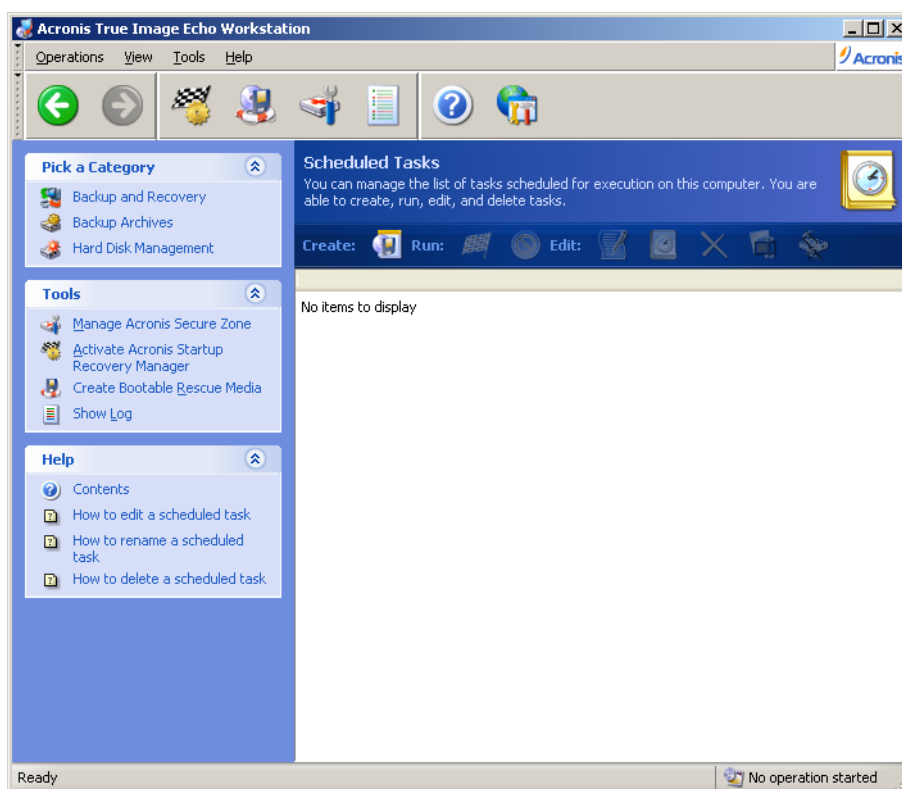 Acronis True Image Echo Workstation
Operations View Tools Help
Acronis
Pick a Category
Backup and Recovery
Backup Archives
Hard Disk Management
Tools
Manage Acronis Secure Zone
Activate Acronis Startup
Recovery Manager
Create Bootable Rescue Media
Show Log
Help
Contents
How to edit a scheduled task
How to rename a scheduled
task
How to delete a scheduled task
Scheduled Tasks
You can manage the list of tasks scheduled for execution on this computer. You are
able to create, run, edit, and delete tasks.
Create: Run: Edit:
No items to display
Ready
No operation started